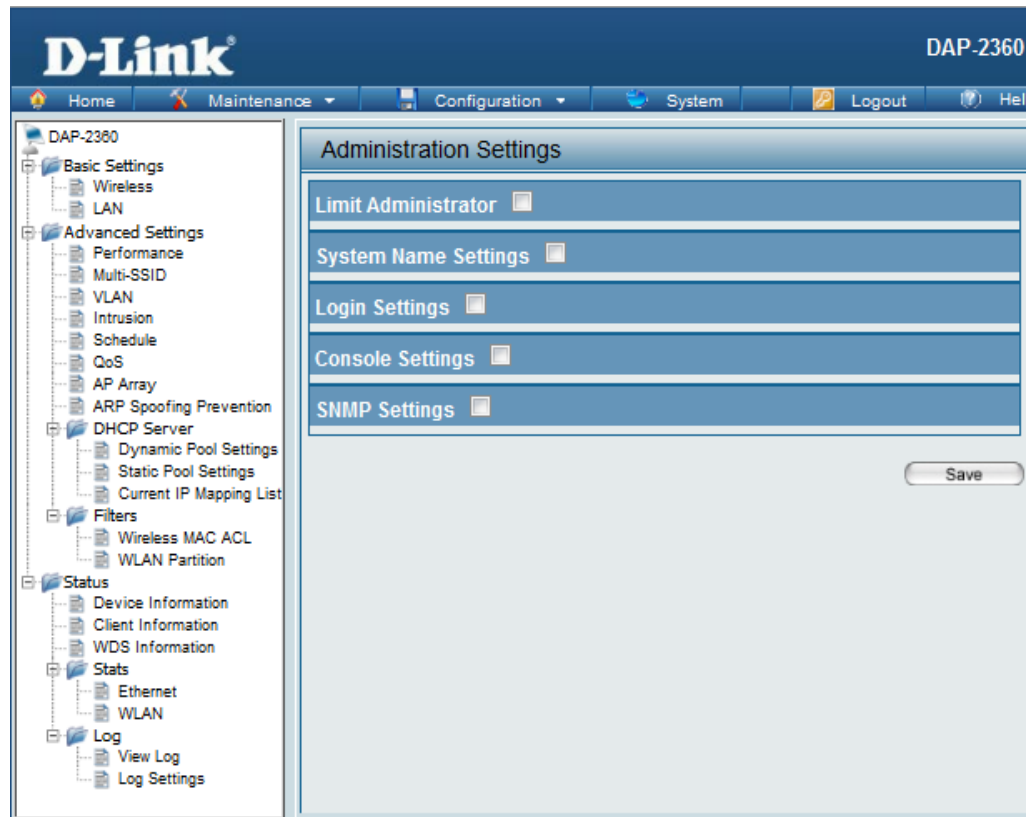 D-Link
DAP-2360
Home
Maintenance
Configuration
System
Logout
Hel
DAP-2360
Basic Settings
Wireless
LAN
Advanced Settings
Performance
Multi-SSID
VLAN
Intrusion
Schedule
QoS
AP Array
ARP Spoofing Prevention
DHCP Server
Dynamic Pool Settings
Static Pool Settings
Current IP Mapping List
Filters
Wireless MAC ACL
WLAN Partition
Status
Device Information
Client Information
WDS Information
Stats
Ethernet
WLAN
Log
View Log
Log Settings
Administration Settings
Limit Administrator
System Name Settings
Login Settings
Console Settings
SNMP Settings
Save